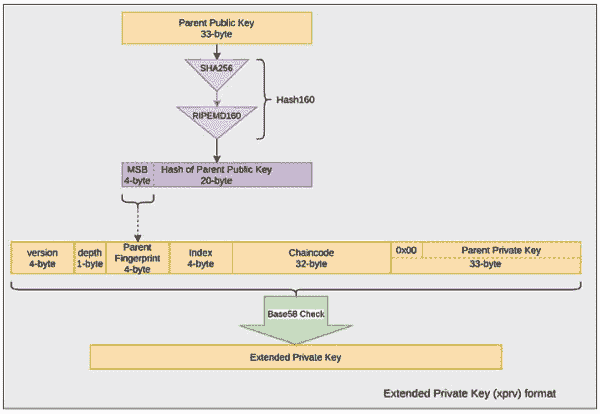 Parent Public Key
33-byte
SHA256
RIPEMD160
Hash160
MSB
4-byte
Hash of Parent Public Key
20-byte
version
4-byte
depth
1-byte
Parent
Fingerprint
4-byte
Index
4-byte
Chaincode
32-byte
0x00
Parent Private Key
33-byte
Base58 Check
Extended Private Key
Extended Private Key (xprv) format